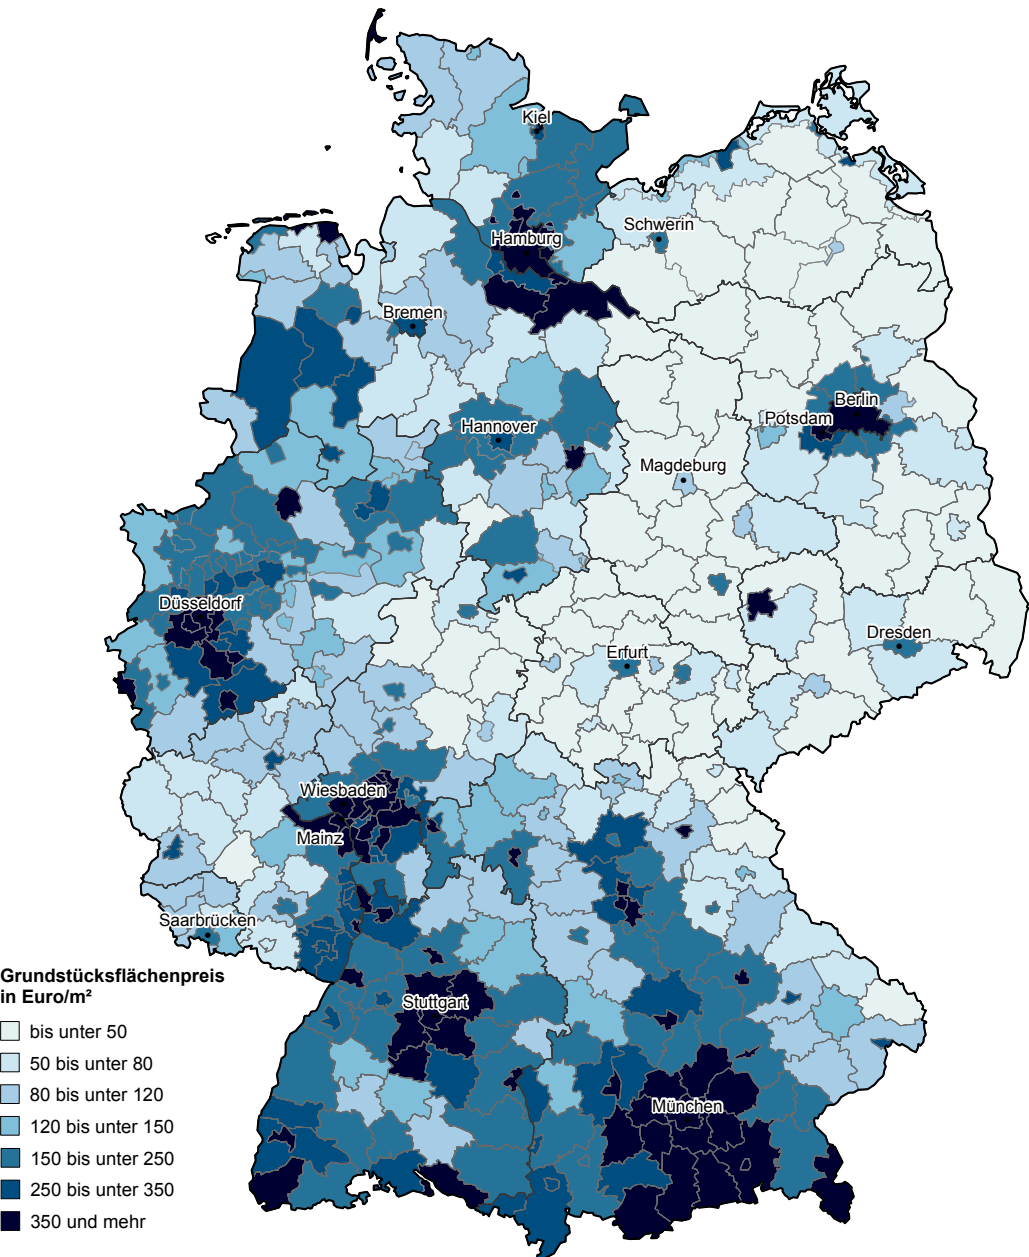 Kiel
Schwerin
Hamburg
Bremen
Berlin
Potsdam
Hannover
Magdeburg
Düsseldorf
Dresden
Erfurt
Wiesbaden
Mainz
Saarbrücken
Grundstücksflächenpreis
in Euro/m²
Stuttgart
bis unter 50
50 bis unter 80
80 bis unter 120
München
120 bis unter 150
150 bis unter 250
250 bis unter 350
350 und mehr